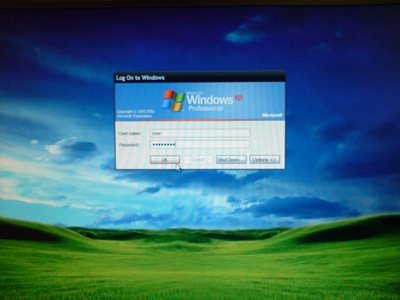 Log On to Windows
Microsoft
Windows xp
Professional
Copyright © 1985-2001
Microsoft Corporation
Microsoft
User name: User
Password: ••••••••
OK Cancel Shut Down... Options <<